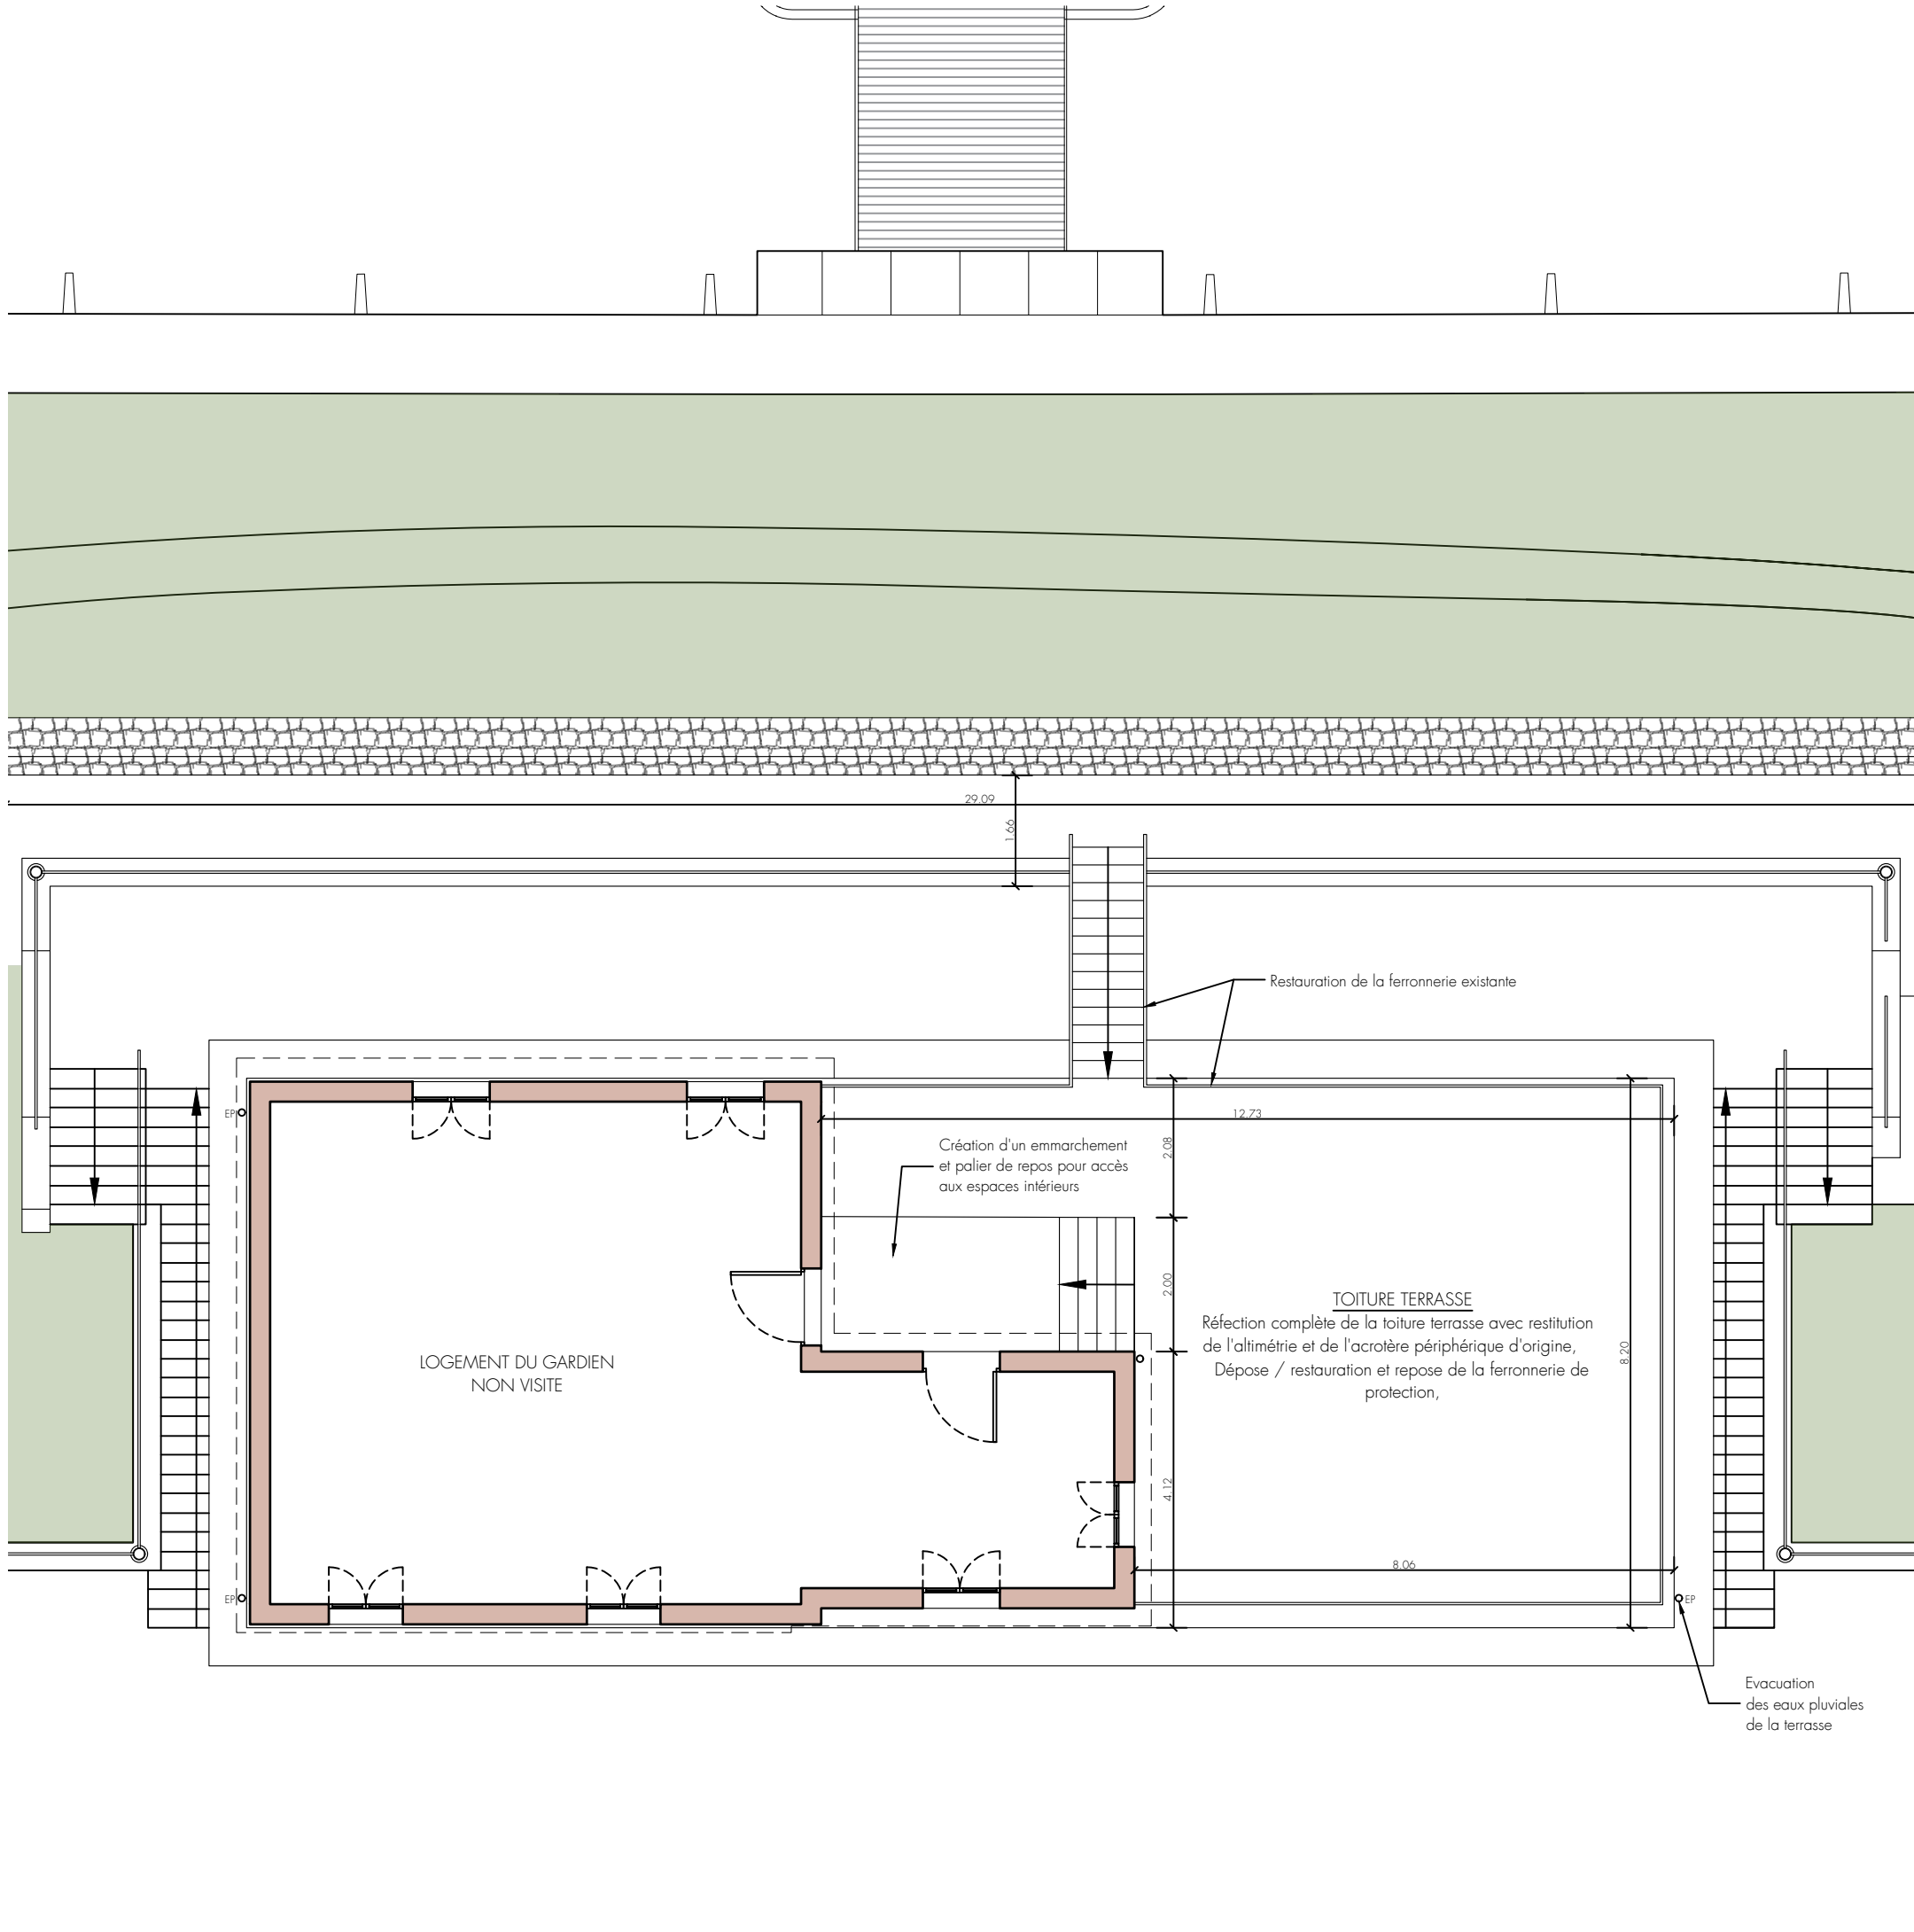 29.09
1.66
Restauration de la ferronnerie existante
EP
12.73
2.08
Création d'un emmarchement
et palier de repos pour accès
aux espaces intérieurs
2.00
TOITURE TERRASSE
Réfection complète de la toiture terrasse avec restitution
de l'altimétrie et de l'acrotère périphérique d'origine,
Dépose / restauration et repose de la ferronnerie de
protection,
8.20
LOGEMENT DU GARDIEN
NON VISITE
4.12
8.06
EP
EP
Evacuation
des eaux pluviales
de la terrasse